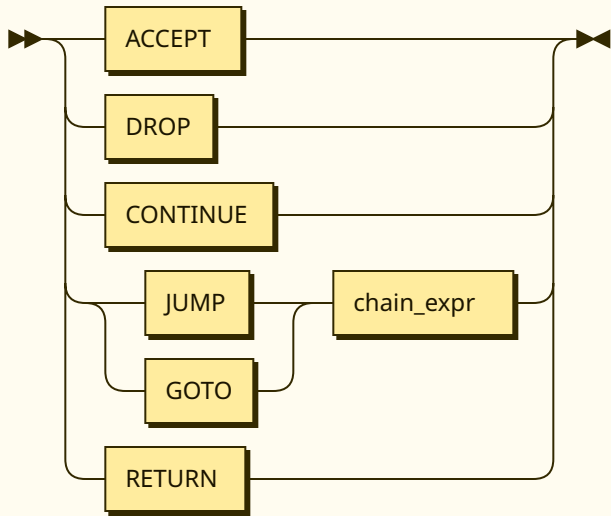 ACCEPT
DROP
CONTINUE
JUMP chain_expr
GOTO
RETURN